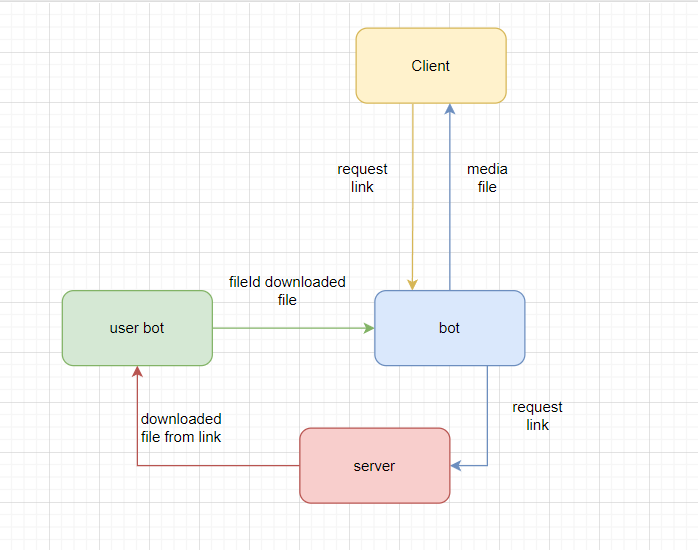 Client
request
link
media
file
fileId downloaded
file
user bot
bot
downloaded
file from link
request
link
server